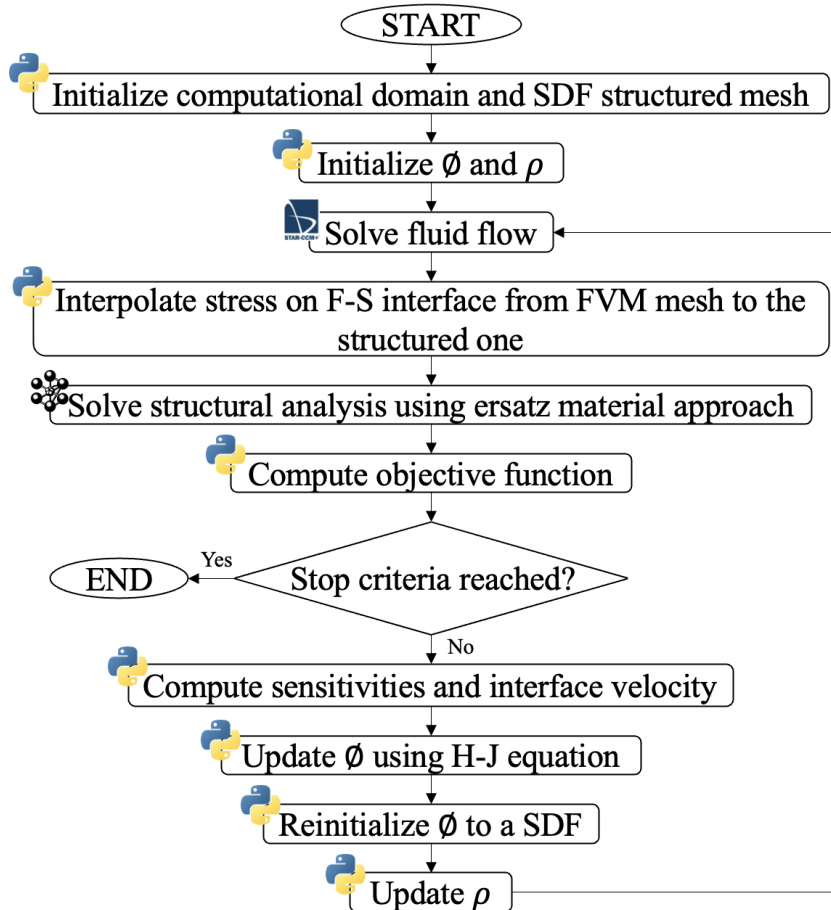 START
Initialize computational domain and SDF structured mesh
Initialize Ø and ρ
STAR-CCM+
Solve fluid flow
Interpolate stress on F-S interface from FVM mesh to the
structured one
Solve structural analysis using ersatz material approach
Compute objective function
Yes
END
Stop criteria reached?
No
Compute sensitivities and interface velocity
Update Ø using H-J equation
Reinitialize Ø to a SDF
Update ρ